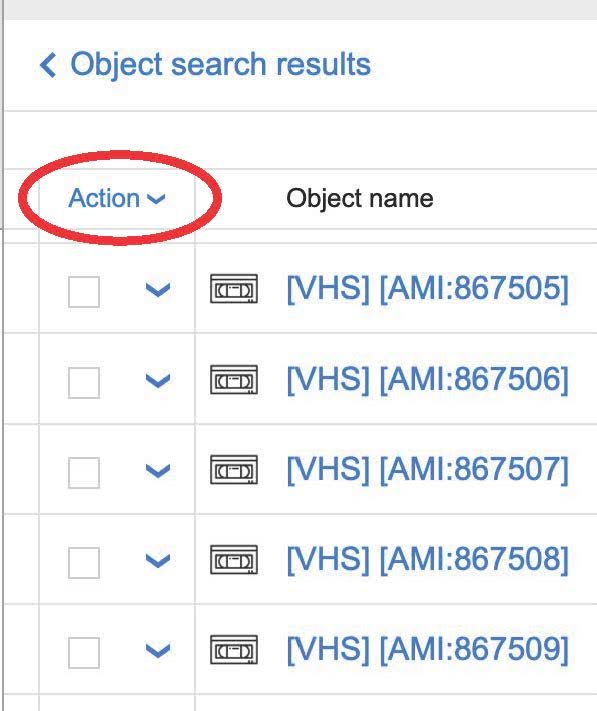 Object search results
Action Object name
[VHS] [AMI:867505]
[VHS] [AMI:867506]
[VHS] [AMI:867507]
[VHS] [AMI:867508]
[VHS] [AMI:867509]